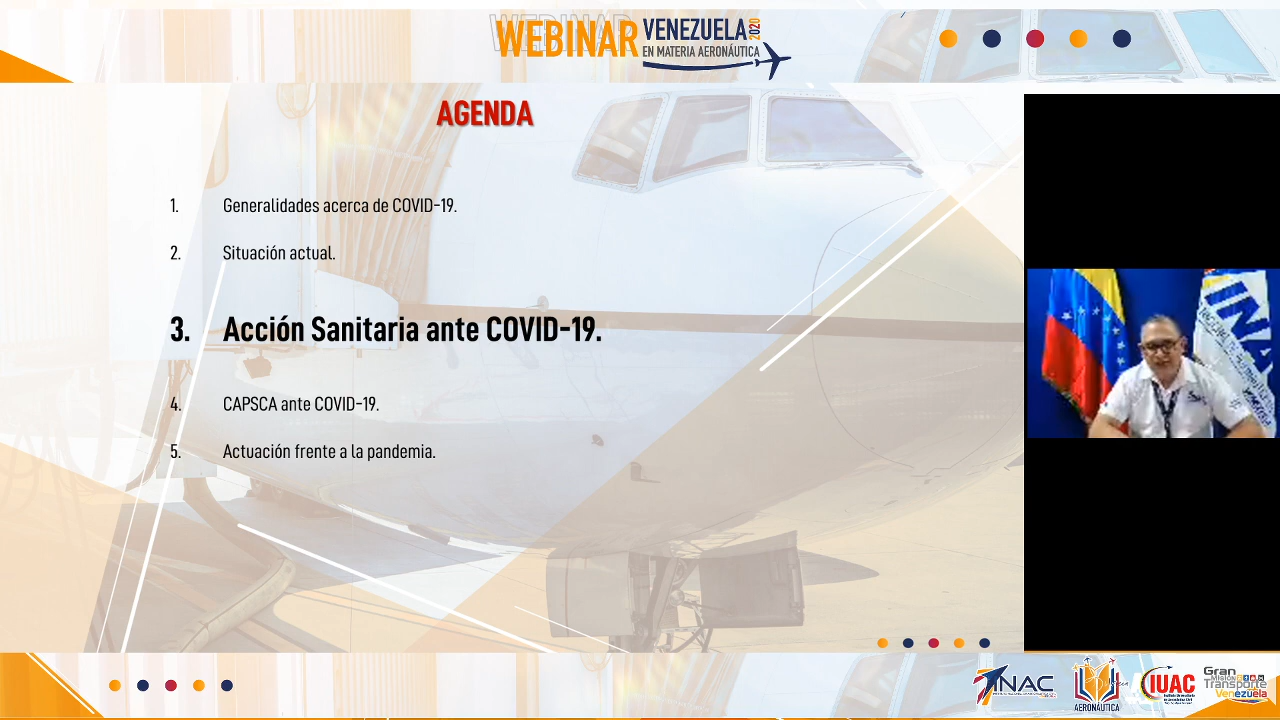 WEBINAR
VENEZUELA
2020
EN MATERIA AERONÁUTICA
AGENDA
1. Generalidades acerca de COVID-19.
2. Situación actual.
3. Acción Sanitaria ante COVID-19.
4. CAPSCA ante COVID-19.
5. Actuación frente a la pandemia.
INAC
AERONÁUTICA
IUAC
Gran
Misión
Transporte
Venezuela